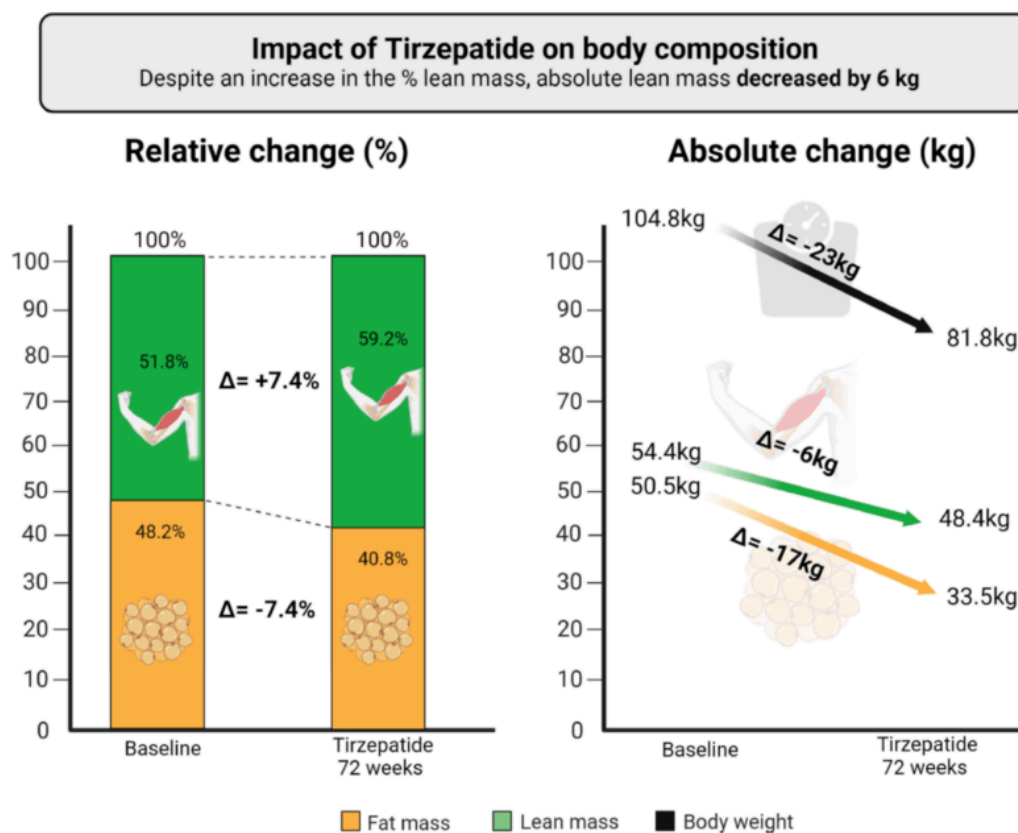 Impact of Tirzepatide on body composition
Despite an increase in the % lean mass, absolute lean mass decreased by 6 kg
Relative change (%)
100%
100%
100
90
80
70
60
50
40
30
20
10
0
51.8%
59.2%
Δ= +7.4%
48.2%
40.8%
Δ= -7.4%
Baseline
Tirzepatide
72 weeks
Absolute change (kg)
100
90
80
70
60
50
40
30
20
10
0
104.8kg
Δ= -23kg
81.8kg
54.4kg
Δ= -6kg
48.4kg
50.5kg
Δ= -17kg
33.5kg
Baseline
Tirzepatide
72 weeks
Fat mass
Lean mass
Body weight